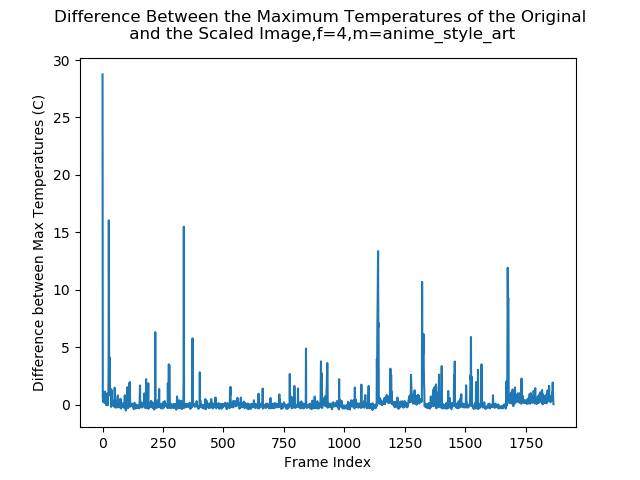 Difference Between the Maximum Temperatures of the Original
and the Scaled Image,f=4,m=anime_style_art
30
25
20
15
10
5
0
Difference between Max Temperatures (C)
0 250 500 750 1000 1250 1500 1750
Frame Index